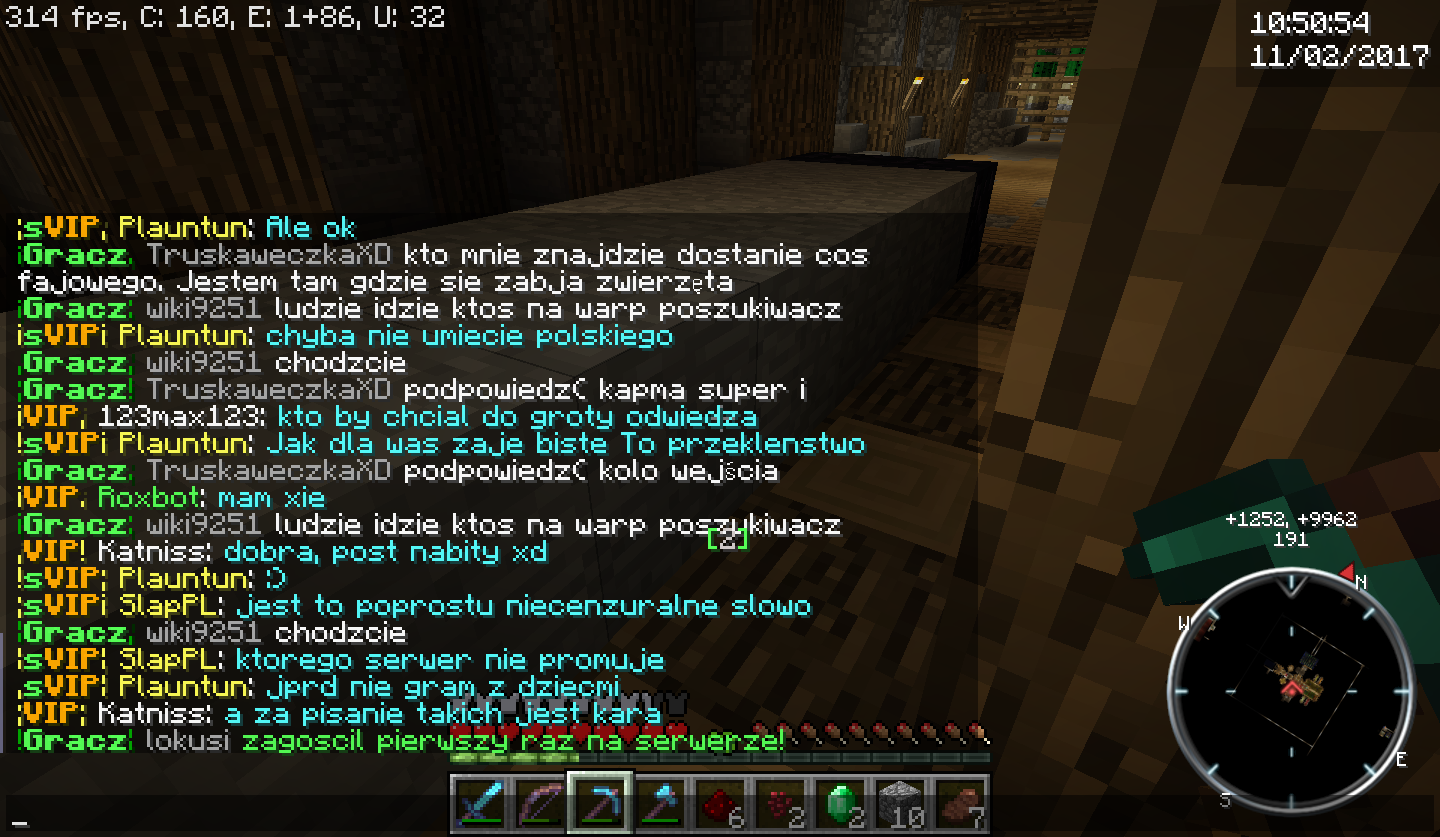 314 fps, C: 160, E: 1+86, U: 32
10:50:54
11/02/2017
¡sVIP¡ Plauntun: Ale ok
Gracz TruskaweczkaXD kto mnie znajdzie dostanie cos
fajowego. Jestem tam gdzie sie zabja zwierzęta
Gracz wiki9251 ludzie idzie ktos na warp poszukiwacz
sVIP Plauntun: chyba nie umiecie polskiego
Gracz wiki9251 chodzcie
Gracz TruskaweczkaXD podpowiedz( kapma super i
VIP 123max123: kto by chcial do groty odwiedza
sVIP Plauntun: Jak dla was zaje biste To przeklenstwo
Gracz TruskaweczkaXD podpowiedz( kolo wejścia
VIP Roxbot: mam xie
Gracz wiki9251 ludzie idzie ktos na warp poszukiwacz
VIP Katniss: dobra, post nabity xd
sVIP Plauntun: :)
sVIP SlapPL: jest to poprostu niecenzuralne slowo
Gracz wiki9251 chodzcie
sVIP SlapPL: ktorego serwer nie promuje
sVIP Plauntun: jprd nie gram z dziecmi
VIP Katniss: a za pisanie takich jest kara
Gracz lokusi zagoscil pierwszy raz na serwerze!
[2]
+1252, +9962
191
N
W
E
S
5
6
2
2
10
7
_